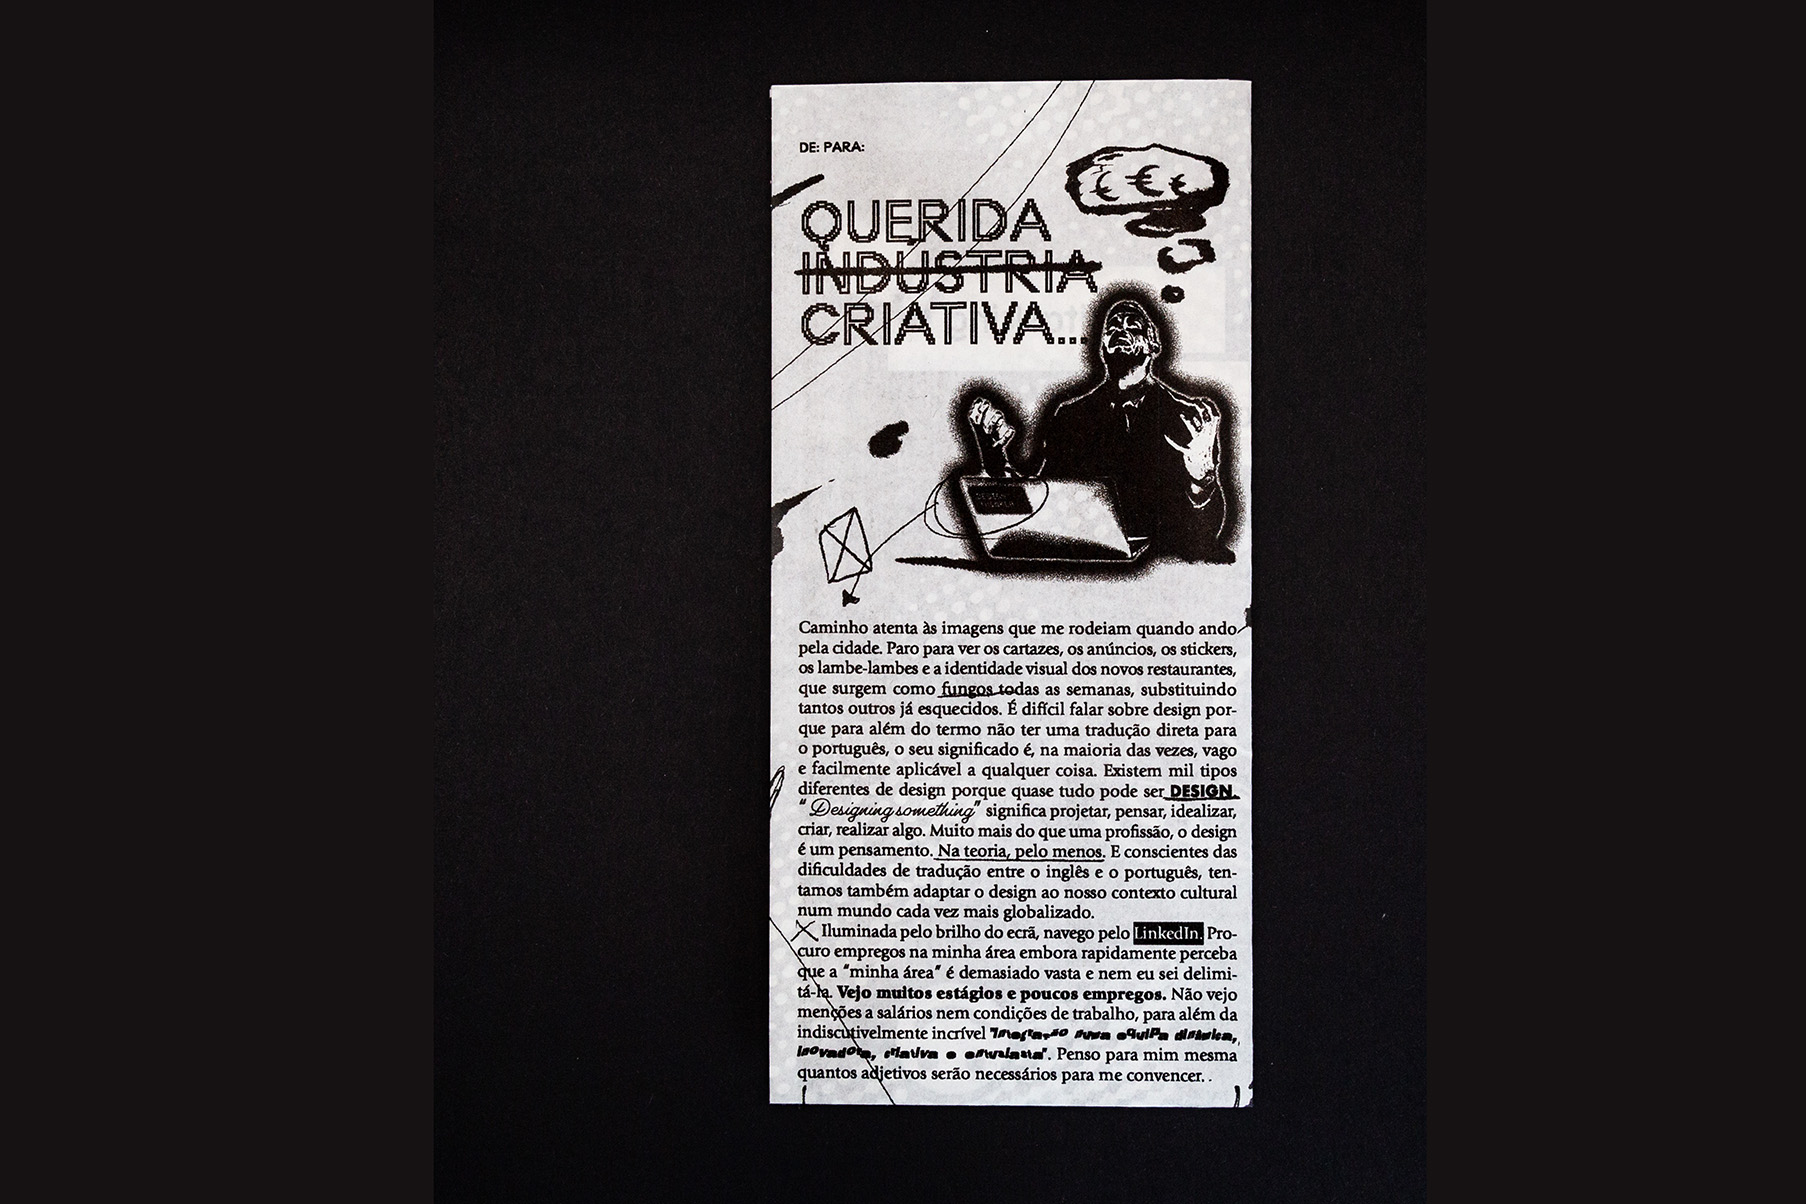 DE: PARA:
QUERIDA
INDÚSTRIA
CRIATIVA...
€ € €
Caminho atenta às imagens que me rodeiam quando ando
pela cidade. Paro para ver os cartazes, os anúncios, os stickers,
os lambe-lambes e a identidade visual dos novos restaurantes,
que surgem como fungos todas as semanas, substituindo
tantos outros já esquecidos. É difícil falar sobre design por-
que para além do termo não ter uma tradução direta para
o português, o seu significado é, na maioria das vezes, vago
e facilmente aplicável a qualquer coisa. Existem mil tipos
diferentes de design porque quase tudo pode ser DESIGN.
"Designing something" significa projetar, pensar, idealizar,
criar, realizar algo. Muito mais do que uma profissão, o design
é um pensamento. Na teoria, pelo menos. E conscientes das
dificuldades de tradução entre o inglês e o português, ten-
tamos também adaptar o design ao nosso contexto cultural
num mundo cada vez mais globalizado.
Iluminada pelo brilho do ecrã, navego pelo LinkedIn. Pro-
curo empregos na minha área embora rapidamente perceba
que a "minha área" é demasiado vasta e nem eu sei delimi-
tá-la. Vejo muitos estágios e poucos empregos. Não vejo
menções a salários nem condições de trabalho, para além da
indiscutivelmente incrível "Integração numa equipa dinâmica,
inovadora, criativa e entusiasta". Penso para mim mesma
quantos adjetivos serão necessários para me convencer. .